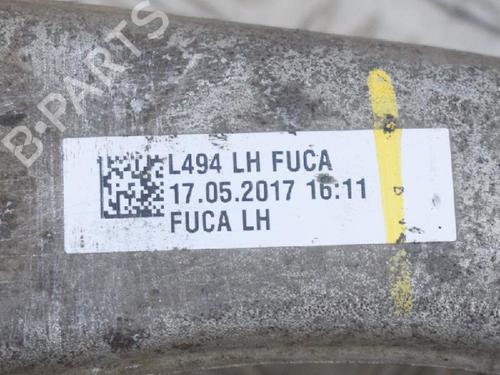 B-PARTS
L494 LH FUCA
17.05.2017 16:11
FUCA LH